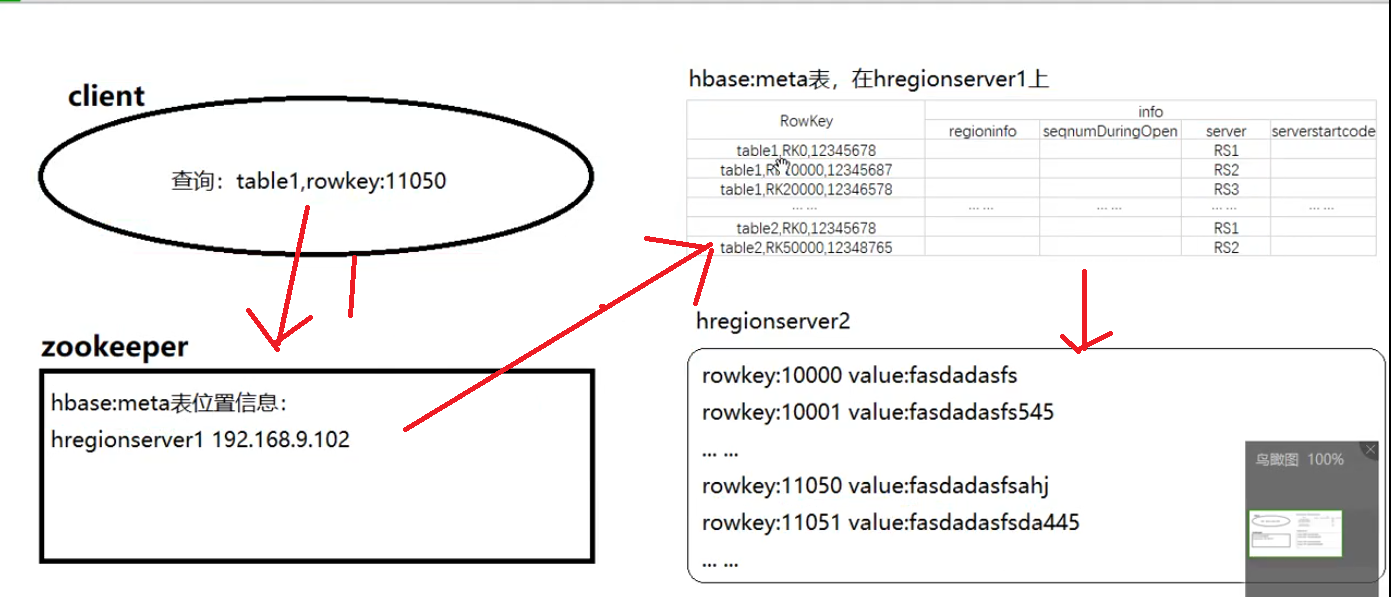 client
查询：table1,rowkey:11050
zookeeper
hbase:meta表位置信息：
hregionserver1 192.168.9.102
hbase:meta表，在hregionserver1上
RowKey info
regioninfo seqnumDuringOpen server serverstartcode
table1,RK0,12345678 RS1
table1, 12345687 RS2
table1,RK20000,12346578 RS3
... ... ... ... ... ... ... ... ... ...
table2,RK0,12345678 RS1
table2,RK50000,12348765 RS2
hregionserver2
rowkey:10000 value:fasdadasfs
rowkey:10001 value:fasdadasfs545
... ...
rowkey:11050 value:fasdadasfsahj
rowkey:11051 value:fasdadasfsda445
... ...
鸟瞰图 100%